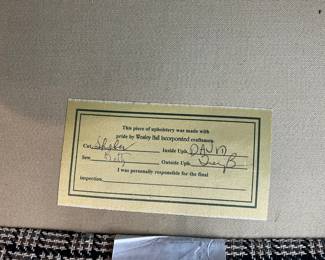 This piece of upholstery was made with
pride by Wesley Hall Incorporated craftsmen.
Cut Inside Uph. DAVID
Sew Outside Uph.
I was personally responsible for the final
inspection.